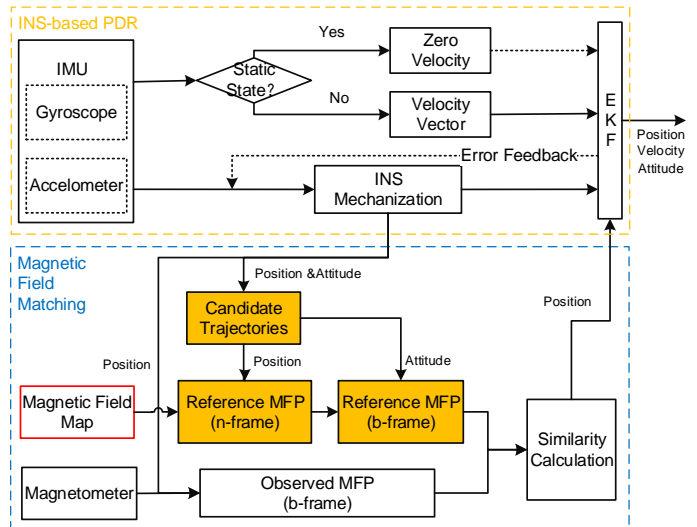 INS-based PDR
IMU
Gyroscope
Accelometer
Static
State?
Yes
No
Zero
Velocity
Velocity
Vector
Error Feedback
INS
Mechanization
E
K
F
Position
Velocity
Attitude
Magnetic
Field
Matching
Position &Attitude
Candidate
Trajectories
Position
Position
Attitude
Position
Magnetic Field
Map
Reference MFP
(n-frame)
Reference MFP
(b-frame)
Similarity
Calculation
Magnetometer
Observed MFP
(b-frame)